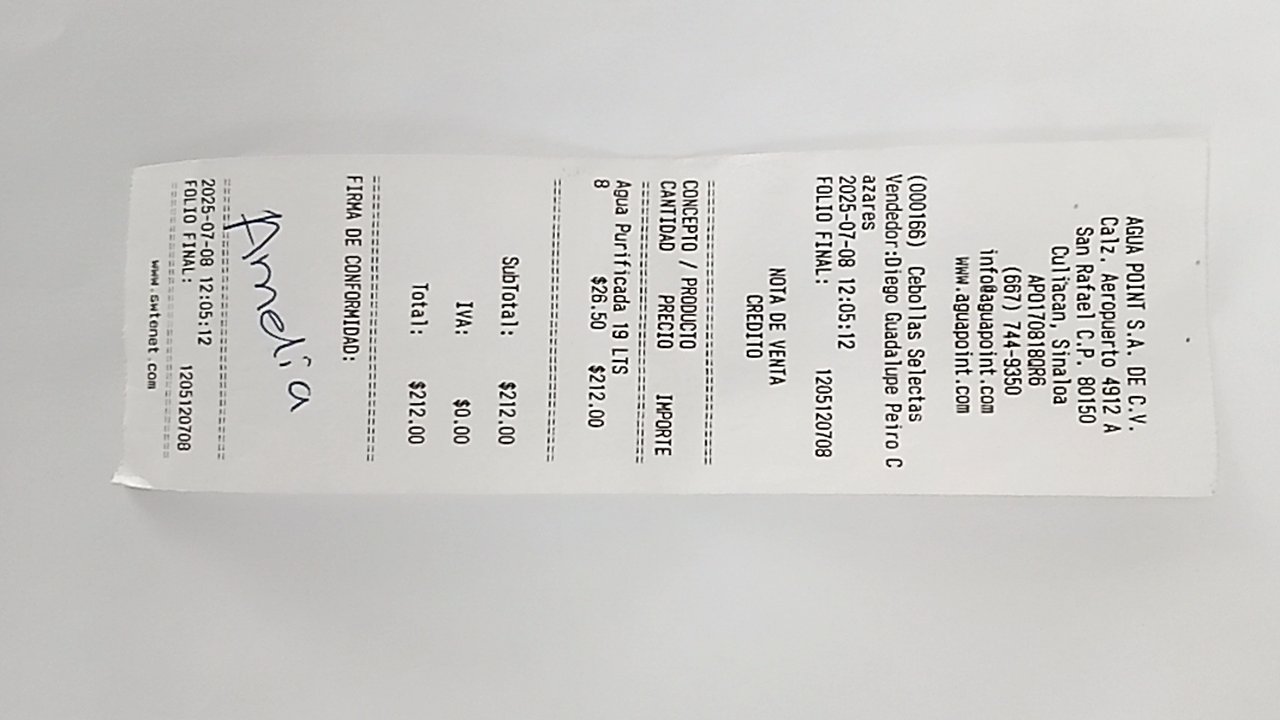 AGUA POINT S.A. DE C.V.
Calz. Aeropuerto 4912 A
San Rafael C.P. 80150
Culiacan, Sinaloa
APO170818QR6
(667) 744-9350
info@aguapoint.com
www.aguapoint.com
(000166) Cebollas Selectas
Vendedor:Diego Guadalupe Peiro C
azares
2025-07-08 12:05:12
FOLIO FINAL: 1205120708
NOTA DE VENTA
CREDITO
================================
CONCEPTO / PRODUCTO
CANTIDAD PRECIO IMPORTE
================================
Agua Purificada 19 LTS
8 $26.50 $212.00
================================
SubTotal: $212.00
IVA: $0.00
Total: $212.00
================================
FIRMA DE CONFORMIDAD:
Amelia
================================
2025-07-08 12:05:12
FOLIO FINAL: 1205120708
================================
www.swtenet.com